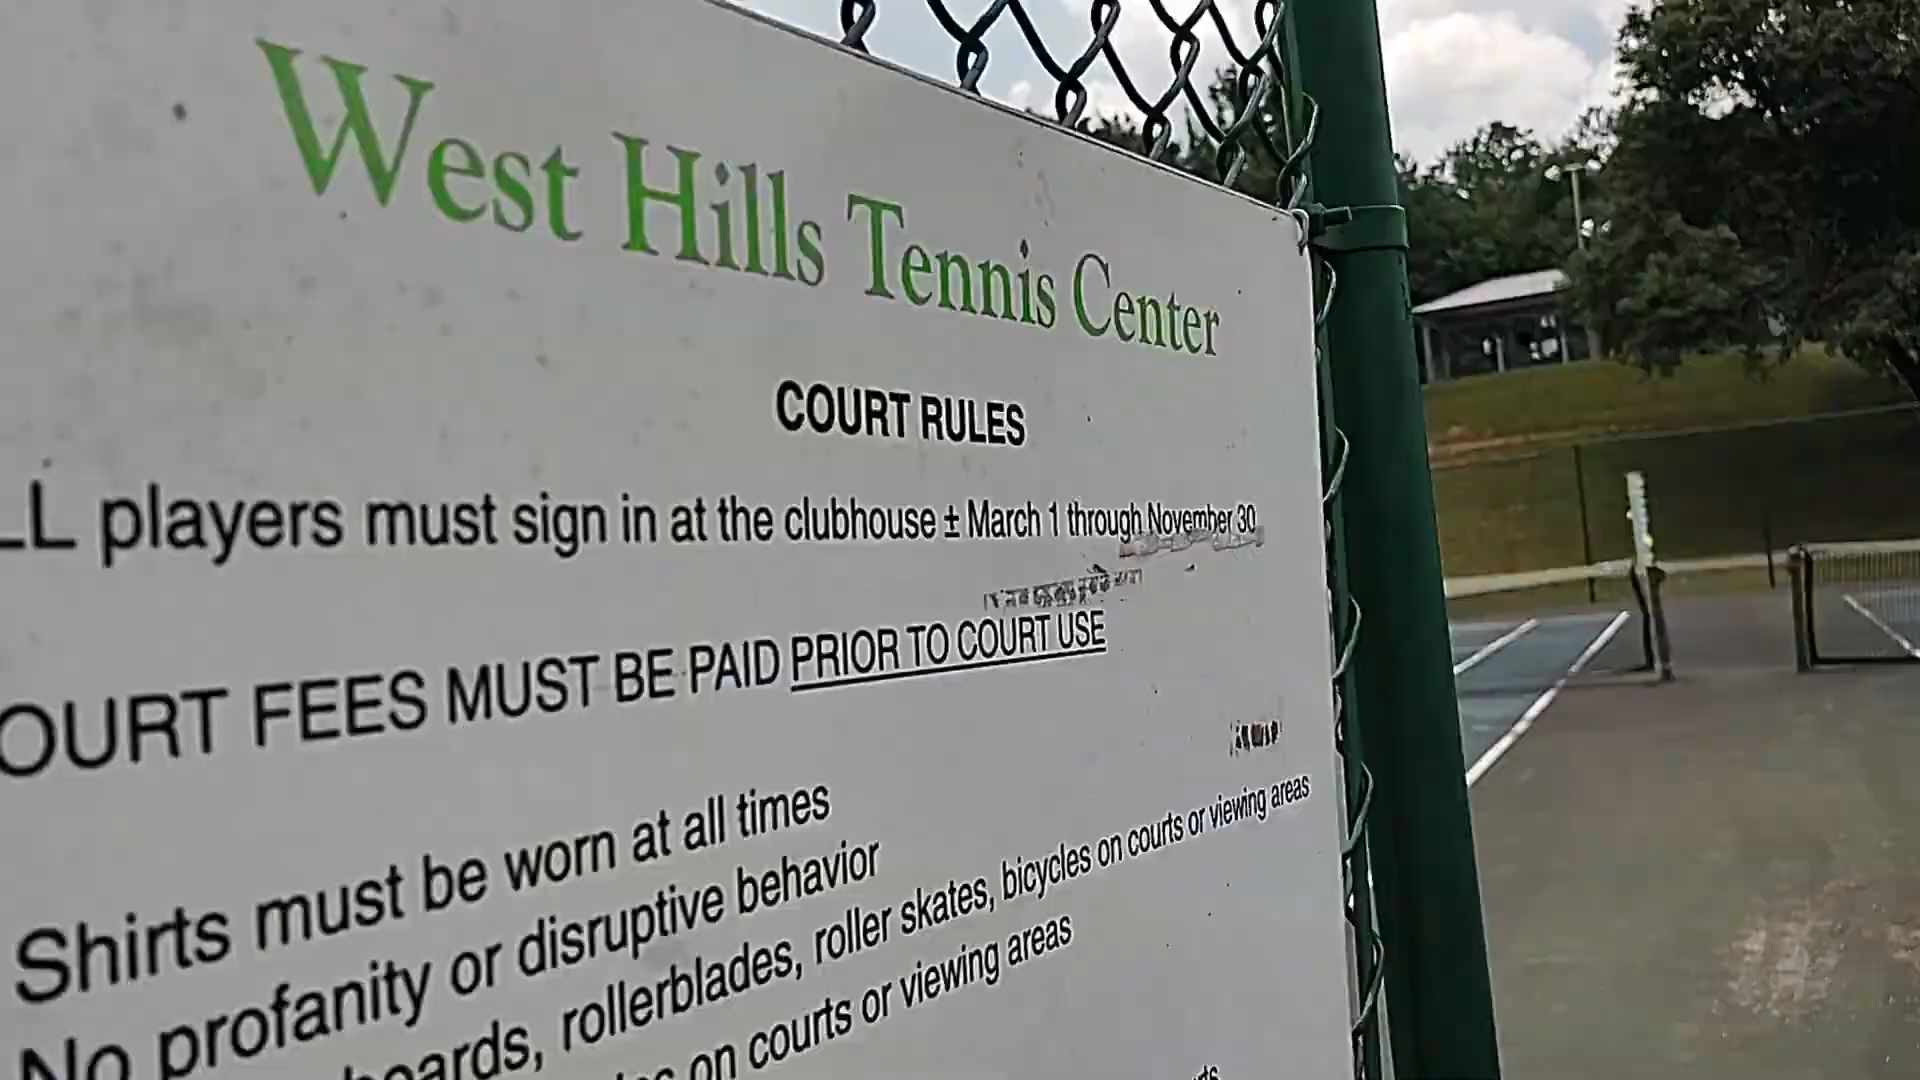 West Hills Tennis Center
COURT RULES
LL players must sign in at the clubhouse ± March 1 through November 30
OURT FEES MUST BE PAID PRIOR TO COURT USE
Shirts must be worn at all times
No profanity or disruptive behavior
boards, rollerblades, roller skates, bicycles on courts or viewing areas
on courts or viewing areas